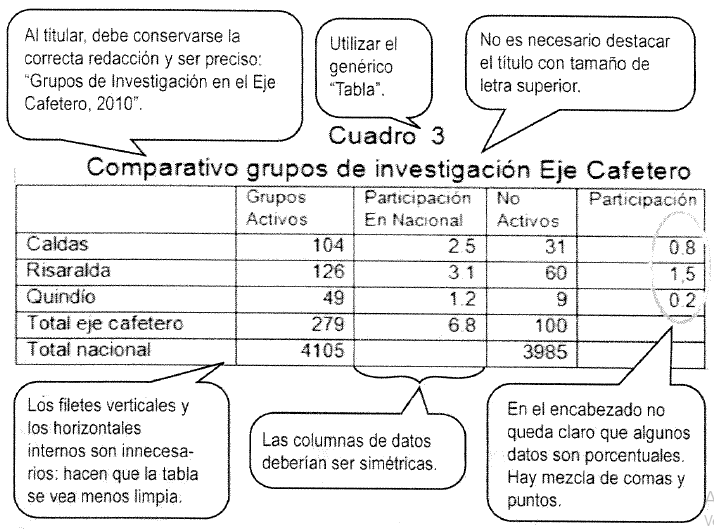 Al titular, debe conservarse la
correcta redacción y ser preciso:
“Grupos de Investigación en el Eje
Cafetero, 2010”.
Utilizar el
genérico
“Tabla”.
No es necesario destacar
el título con tamaño de
letra superior.
Cuadro 3
Comparativo grupos de investigación Eje Cafetero
Grupos Activos Participación En Nacional No Activos Participación
Caldas 104 2.5 31 0.8
Risaralda 126 3.1 60 1,5
Quindío 49 1.2 9 0.2
Total eje cafetero 279 6.8 100
Total nacional 4105 3985
Los filetes verticales y
los horizontales
internos son innecesa-
rios: hacen que la tabla
se vea menos limpia.
Las columnas de datos
deberían ser simétricas.
En el encabezado no
queda claro que algunos
datos son porcentuales.
Hay mezcla de comas y
puntos.